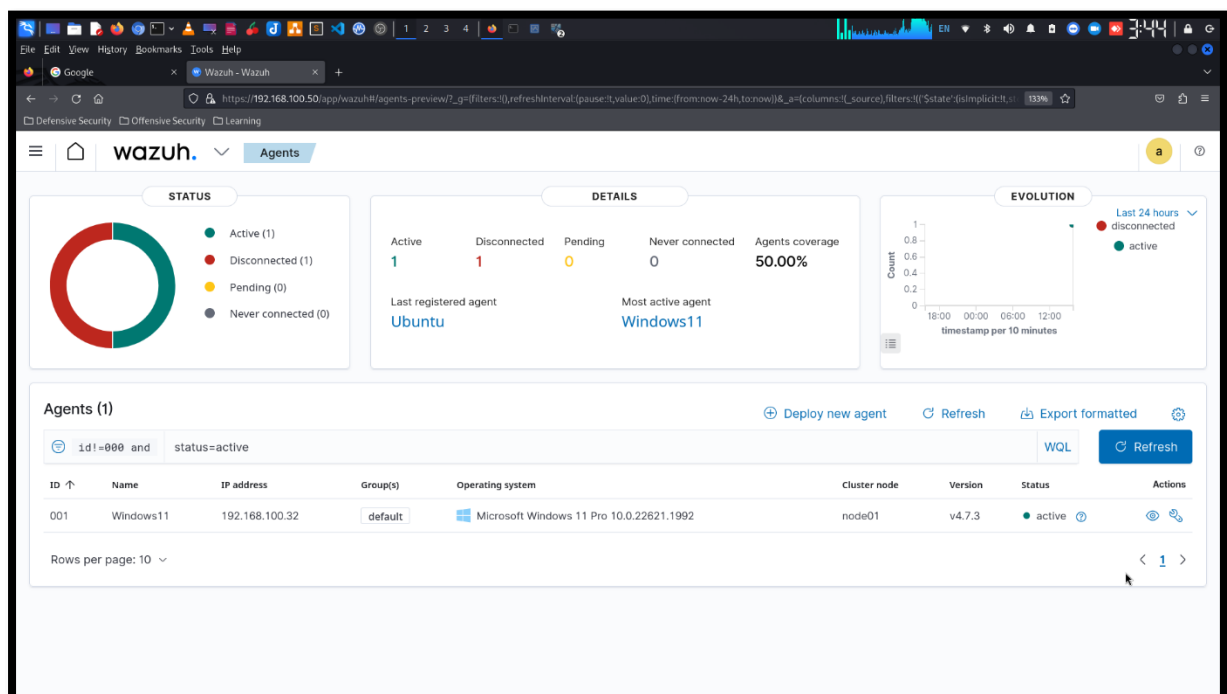 1 2 3 4 EN 3:44
File Edit View History Bookmarks Tools Help
Google × Wazuh - Wazuh × +
https://192.168.100.50/app/wazuh#/agents-preview/?_g=(filters:!(),refreshInterval:(pause:!t,value:0),time:(from:now-24h,to:now))&_a=(columns:!(_source),filters:!(('$state':(isImplicit:!t,st 133%
Defensive Security Offensive Security Learning
wazuh. Agents a
STATUS
Active (1)
Disconnected (1)
Pending (0)
Never connected (0)
DETAILS
Active Disconnected Pending Never connected Agents coverage
1 1 0 0 50.00%
Last registered agent Most active agent
Ubuntu Windows11
EVOLUTION
Last 24 hours
disconnected
active
Count
1
0.8
0.6
0.4
0.2
0
18:00 00:00 06:00 12:00
timestamp per 10 minutes
Agents (1) Deploy new agent Refresh Export formatted
id!=000 and status=active WQL Refresh
ID Name IP address Group(s) Operating system Cluster node Version Status Actions
001 Windows11 192.168.100.32 default Microsoft Windows 11 Pro 10.0.22621.1992 node01 v4.7.3 active
Rows per page: 10 < 1 >